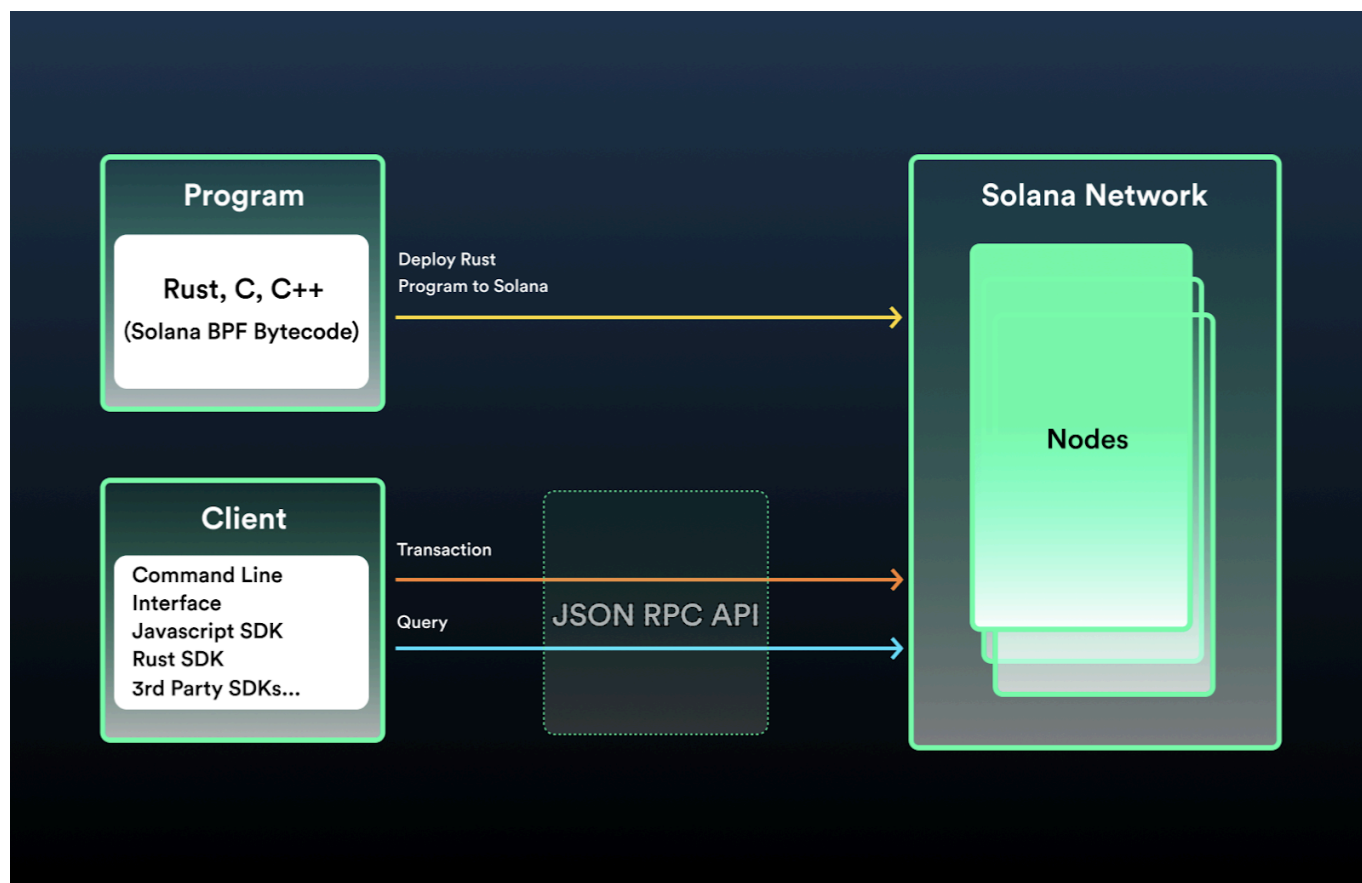 Program
Rust, C, C++
(Solana BPF Bytecode)
Deploy Rust
Program to Solana
Solana Network
Nodes
Client
Command Line
Interface
Javascript SDK
Rust SDK
3rd Party SDKs...
Transaction
Query
JSON RPC API